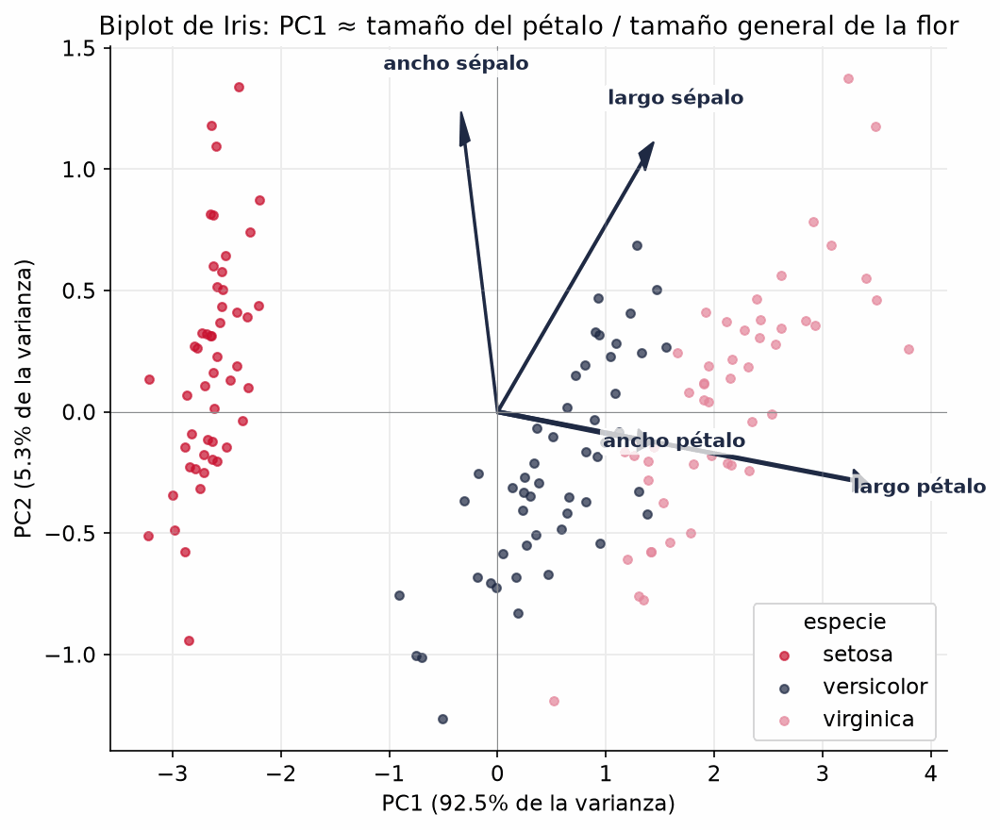 Biplot de Iris: PC1 ≈ tamaño del pétalo / tamaño general de la flor
1.5
1.0
0.5
0.0
−0.5
−1.0
PC2 (5.3% de la varianza)
ancho sépalo
largo sépalo
ancho pétalo
largo pétalo
especie
setosa
versicolor
virginica
−3
−2
−1
0
1
2
3
4
PC1 (92.5% de la varianza)